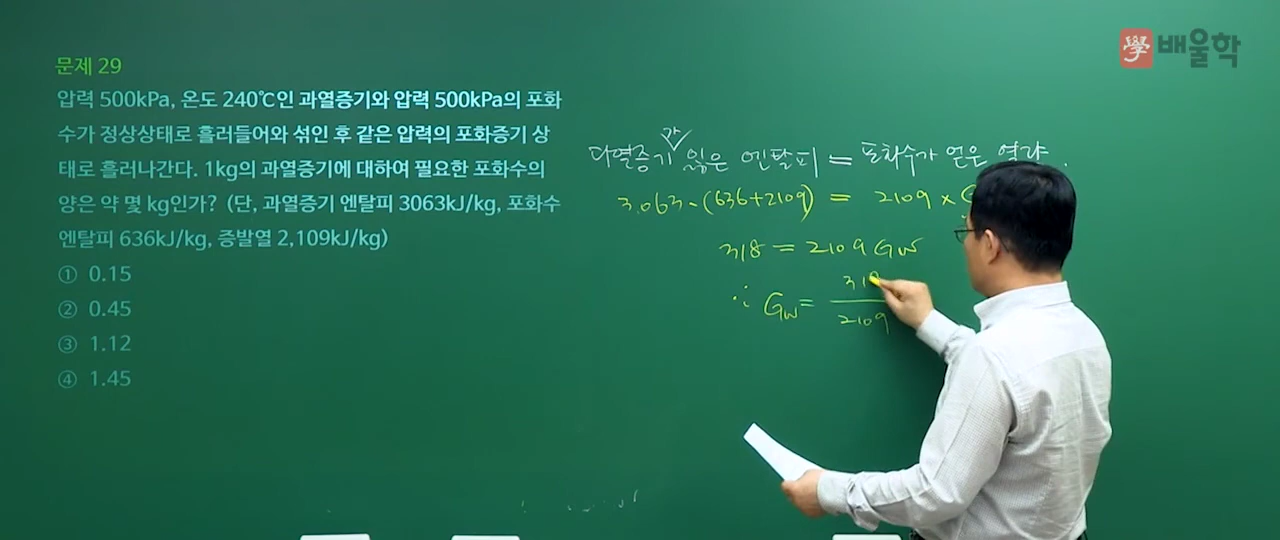 學 배울학
문제 29
압력 500kPa, 온도 240℃인 과열증기와 압력 500kPa의 포화
수가 정상상태로 흘러들어와 섞인 후 같은 압력의 포화증기 상
태로 흘러나간다. 1kg의 과열증기에 대하여 필요한 포화수의
양은 약 몇 kg인가? (단, 과열증기 엔탈피 3063kJ/kg, 포화수
엔탈피 636kJ/kg, 증발열 2,109kJ/kg)
① 0.15
② 0.45
③ 1.12
④ 1.45
가
과열증기 잃은 엔탈피 = 포화수가 얻은 열량.
3,063-(636+2109) = 2109 × G
318 = 2109 Gw
∴ Gw = 318
2109